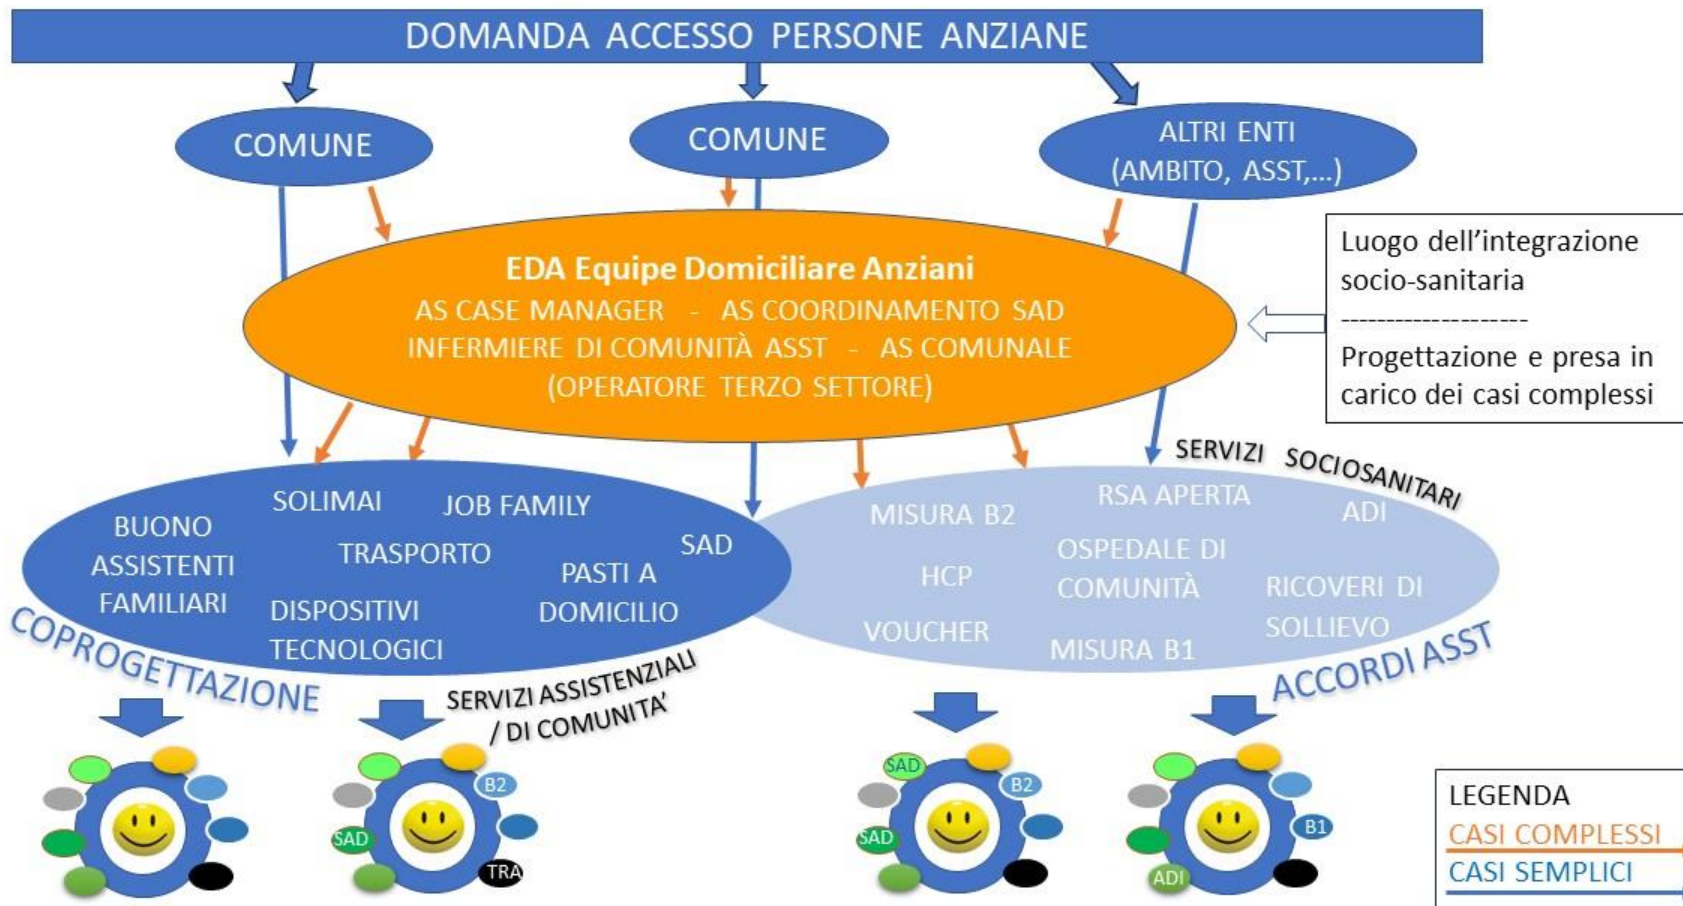 DOMANDA ACCESSO PERSONE ANZIANE
COMUNE
COMUNE
ALTRI ENTI
(AMBITO, ASST,...)
EDA Equipe Domiciliare Anziani
AS CASE MANAGER - AS COORDINAMENTO SAD
INFERMIERE DI COMUNITÀ ASST - AS COMUNALE
(OPERATORE TERZO SETTORE)
Luogo dell'integrazione
socio-sanitaria
--------------------
Progettazione e presa in
carico dei casi complessi
SOLIMAI
JOB FAMILY
BUONO
ASSISTENTI
FAMILIARI
TRASPORTO
SAD
PASTI A
DOMICILIO
DISPOSITIVI
TECNOLOGICI
COPROGETTAZIONE
SERVIZI ASSISTENZIALI
/ DI COMUNITA'
SERVIZI SOCIOSANITARI
MISURA B2
RSA APERTA
ADI
HCP
OSPEDALE DI
COMUNITÀ
RICOVERI DI
SOLLIEVO
VOUCHER
MISURA B1
ACCORDI ASST
B2
SAD
TRA
SAD
B2
SAD
B1
ADI
LEGENDA
CASI COMPLESSI
CASI SEMPLICI